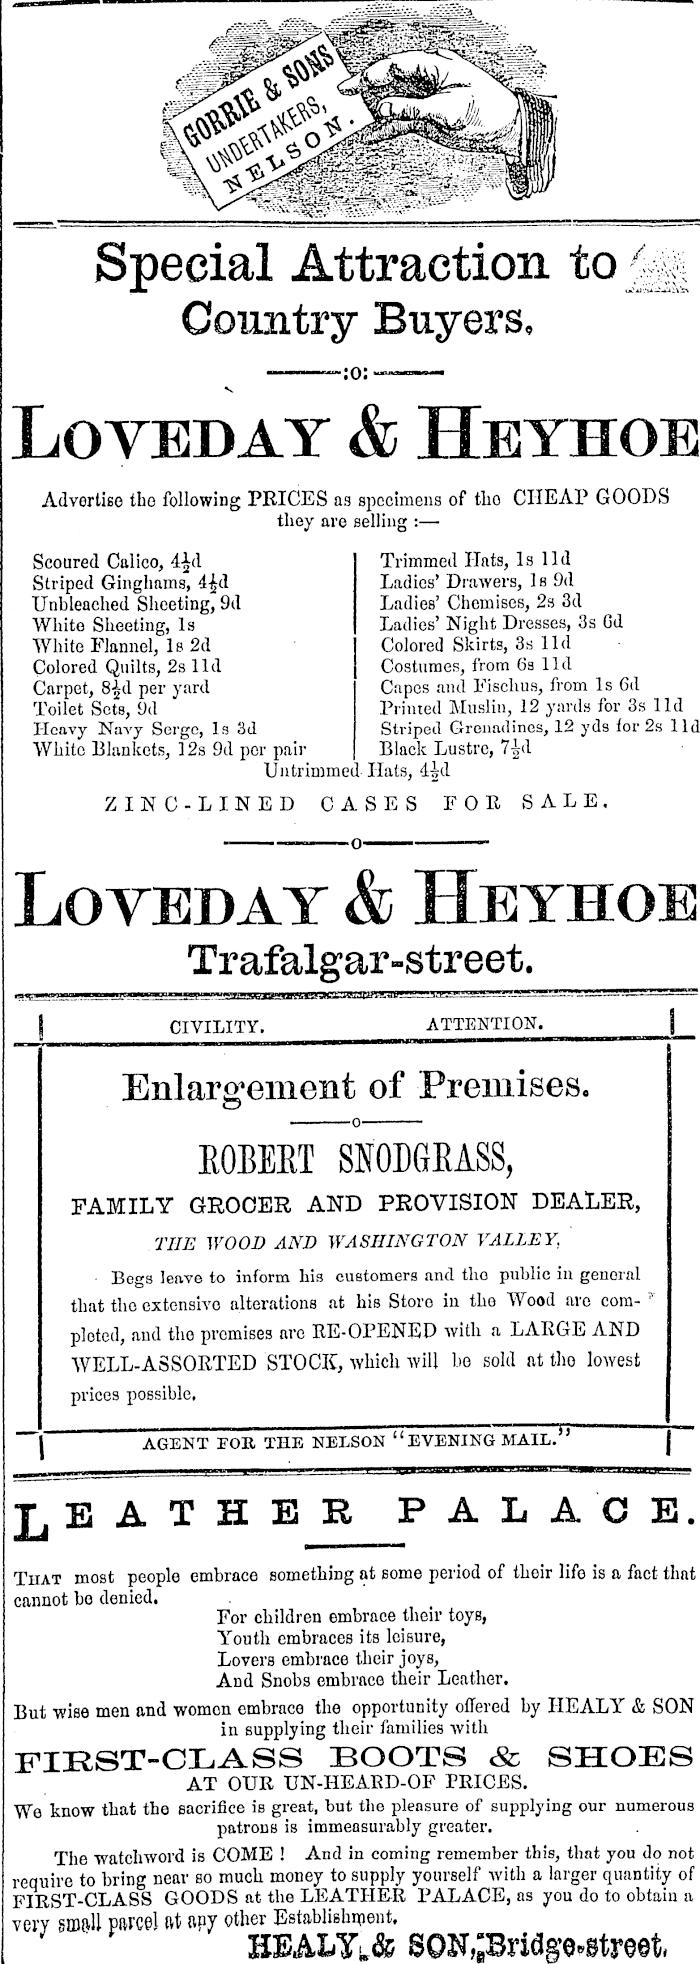 GORRIE & SONS
UNDERTAKERS,
NELSON.
Special Attraction to
Country Buyers,
:o:
LOVEDAY & HEYHOE
Advertise the following PRICES as specimens of the CHEAP GOODS
they are selling :—
Scoured Calico, 4½d
Striped Ginghams, 4½d
Unbleached Sheeting, 9d
White Sheeting, 1s
White Flannel, 1s 2d
Colored Quilts, 2s 11d
Carpet, 8½d per yard
Toilet Sets, 9d
Heavy Navy Serge, 1s 3d
White Blankets, 12s 9d per pair
Trimmed Hats, 1s 11d
Ladies' Drawers, 1s 9d
Ladies' Chemises, 2s 3d
Ladies' Night Dresses, 3s 6d
Colored Skirts, 3s 11d
Costumes, from 6s 11d
Capes and Fischus, from 1s 6d
Printed Muslin, 12 yards for 3s 11d
Striped Grenadines, 12 yds for 2s 11d
Black Lustre, 7½d
Untrimmed Hats, 4½d
ZINC-LINED CASES FOR SALE.
o
LOVEDAY & HEYHOE
Trafalgar-street.
CIVILITY. ATTENTION.
Enlargement of Premises.
o
ROBERT SNODGRASS,
FAMILY GROCER AND PROVISION DEALER,
THE WOOD AND WASHINGTON VALLEY,
Begs leave to inform his customers and the public in general
that the extensive alterations at his Store in the Wood are com-
pleted, and the premises are RE-OPENED with a LARGE AND
WELL-ASSORTED STOCK, which will be sold at the lowest
prices possible.
AGENT FOR THE NELSON "EVENING MAIL."
LEATHER PALACE.
THAT most people embrace something at some period of their life is a fact that
cannot be denied.
For children embrace their toys,
Youth embraces its leisure,
Lovers embrace their joys,
And Snobs embrace their Leather.
But wise men and women embrace the opportunity offered by HEALY & SON
in supplying their families with
FIRST-CLASS BOOTS & SHOES
AT OUR UN-HEARD-OF PRICES.
We know that the sacrifice is great, but the pleasure of supplying our numerous
patrons is immeasurably greater.
The watchword is COME ! And in coming remember this, that you do not
require to bring near so much money to supply yourself with a larger quantity of
FIRST-CLASS GOODS at the LEATHER PALACE, as you do to obtain a
very small parcel at any other Establishment.
HEALY & SON, Bridge-street.